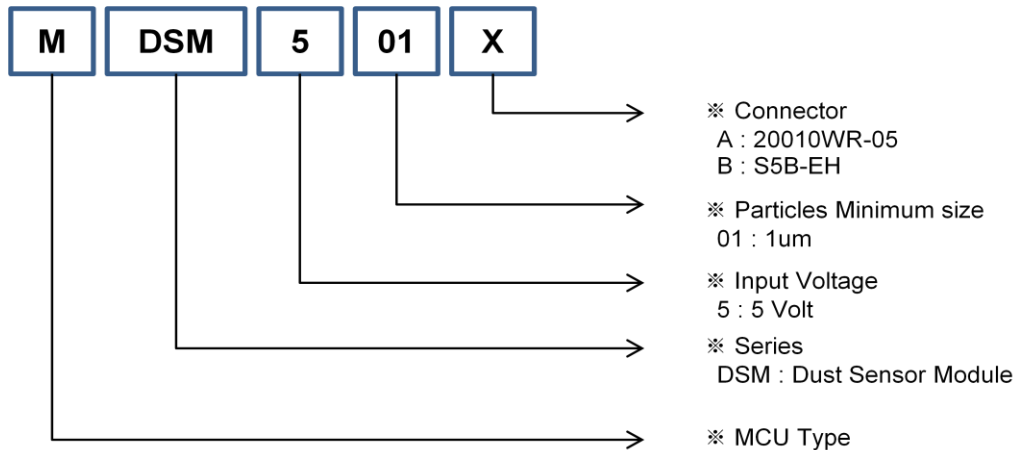 M DSM 5 01 X
※ Connector
A : 20010WR-05
B : S5B-EH
※ Particles Minimum size
01 : 1um
※ Input Voltage
5 : 5 Volt
※ Series
DSM : Dust Sensor Module
※ MCU Type